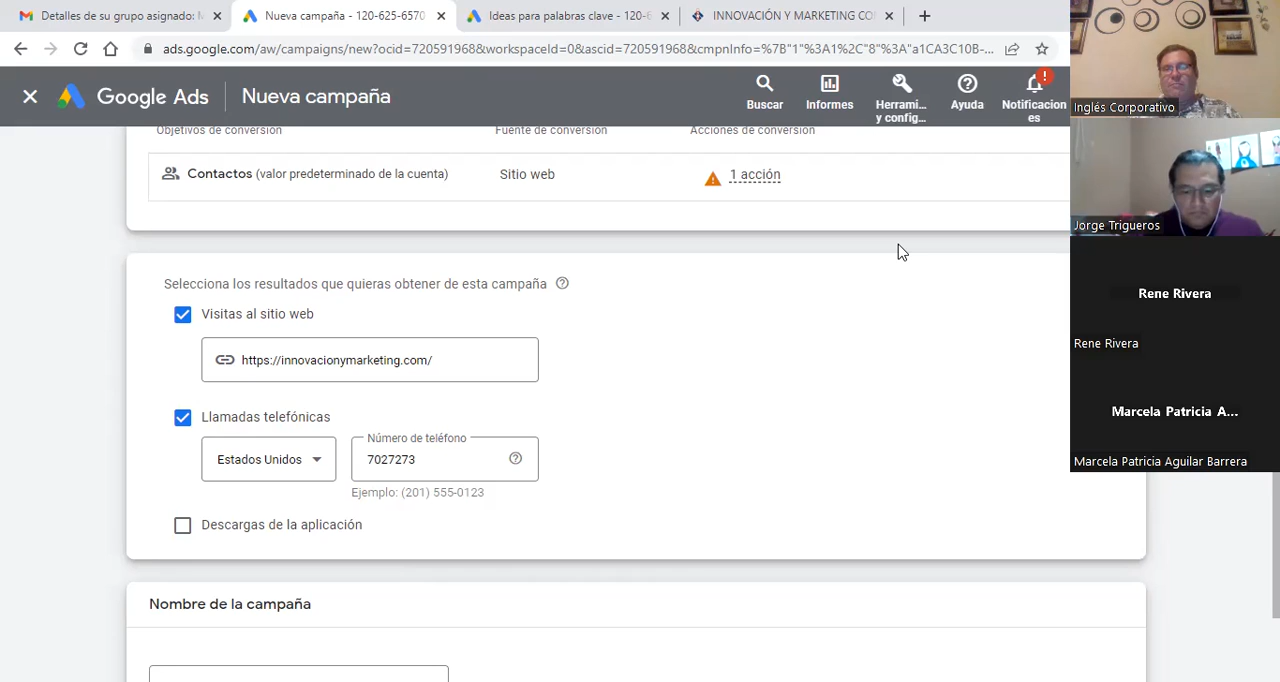 Detalles de su grupo asignado: M
Nueva campaña - 120-625-6570
Ideas para palabras clave - 120-6
INNOVACIÓN Y MARKETING CO
ads.google.com/aw/campaigns/new?ocid=720591968&workspaceId=0&ascid=720591968&cmpnInfo=%7B"1"%3A1%2C"8"%3A"a1CA3C10B-...
Google Ads
Nueva campaña
Buscar
Informes
Herrami...
y config...
Ayuda
Notificacion
es
Objetivos de conversión
Fuente de conversión
Acciones de conversión
Contactos (valor predeterminado de la cuenta)
Sitio web
1 acción
Selecciona los resultados que quieras obtener de esta campaña
Visitas al sitio web
https://innovacionymarketing.com/
Llamadas telefónicas
Número de teléfono
Estados Unidos
7027273
Ejemplo: (201) 555-0123
Descargas de la aplicación
Nombre de la campaña
Inglés Corporativo
Jorge Trigueros
Rene Rivera
Rene Rivera
Marcela Patricia A...
Marcela Patricia Aguilar Barrera